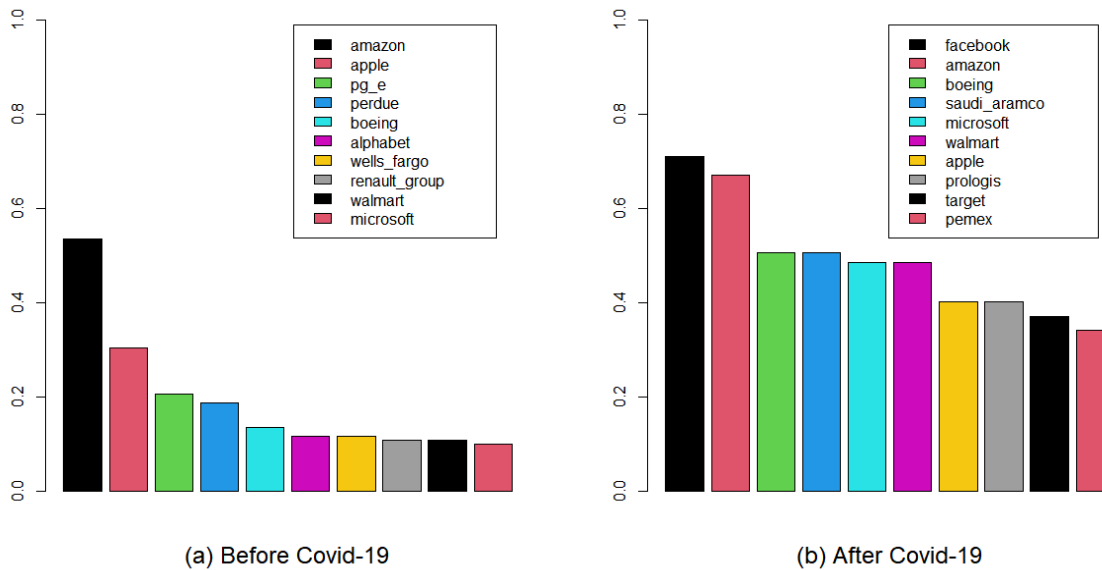 1.0
0.8
0.6
0.4
0.2
0.0
amazon
apple
pg_e
perdue
boeing
alphabet
wells_fargo
renault_group
walmart
microsoft
(a) Before Covid-19
1.0
0.8
0.6
0.4
0.2
0.0
facebook
amazon
boeing
saudi_aramco
microsoft
walmart
apple
prologis
target
pemex
(b) After Covid-19